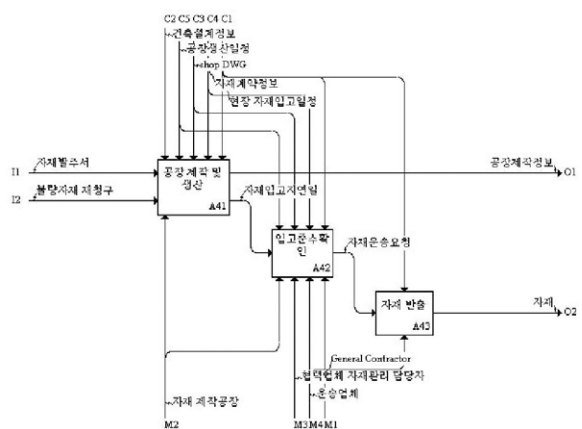 C2 C5 C3 C4 C1
건축설계정보
공장생산일정
shop DWG
자재계약정보
현장 자재입고일정
I1
자재발주서
공장제작정보
O1
공장 제작 및
생산
A41
I2
불량자재 재청구
자재입고지연일
입고준수확
인
A42
자재운송요청
자재 반출
A43
자재
O2
General Contractor
협력업체 자재관리 담당자
자재 제작공장
운송업체
M2
M3 M4 M1